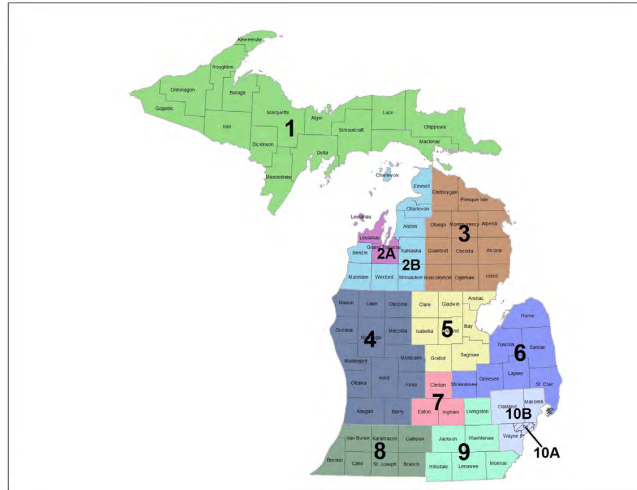 Keweenaw
Houghton
Ontonagon
Baraga
Gogebic
Marquette
Luce
Alger
1
Chippewa
Iron
Schoolcraft
Mackinac
Dickinson
Delta
Menominee
Charlevoix
Emmet
Cheboygan
Presque Isle
Charlevoix
Leelanau
Antrim
Otsego
Montmorency
Alpena
3
Leelanau
Kalkaska
Crawford
Oscoda
Alcona
Benzie
2A
2B
Manistee
Wexford
Missaukee
Roscommon
Ogemaw
Iosco
Mason
Lake
Osceola
Clare
Gladwin
Arenac
Huron
Oceana
4
Mecosta
Isabella
5
Bay
Tuscola
Sanilac
6
Muskegon
Montcalm
Gratiot
Saginaw
Lapeer
Genesee
St. Clair
Ottawa
Kent
Ionia
Clinton
Shiawassee
7
Oakland
Macomb
10B
Allegan
Barry
Eaton
Ingham
Livingston
Van Buren
Kalamazoo
Calhoun
Jackson
Washtenaw
Wayne
10A
8
9
Berrien
Cass
St. Joseph
Branch
Hillsdale
Lenawee
Monroe